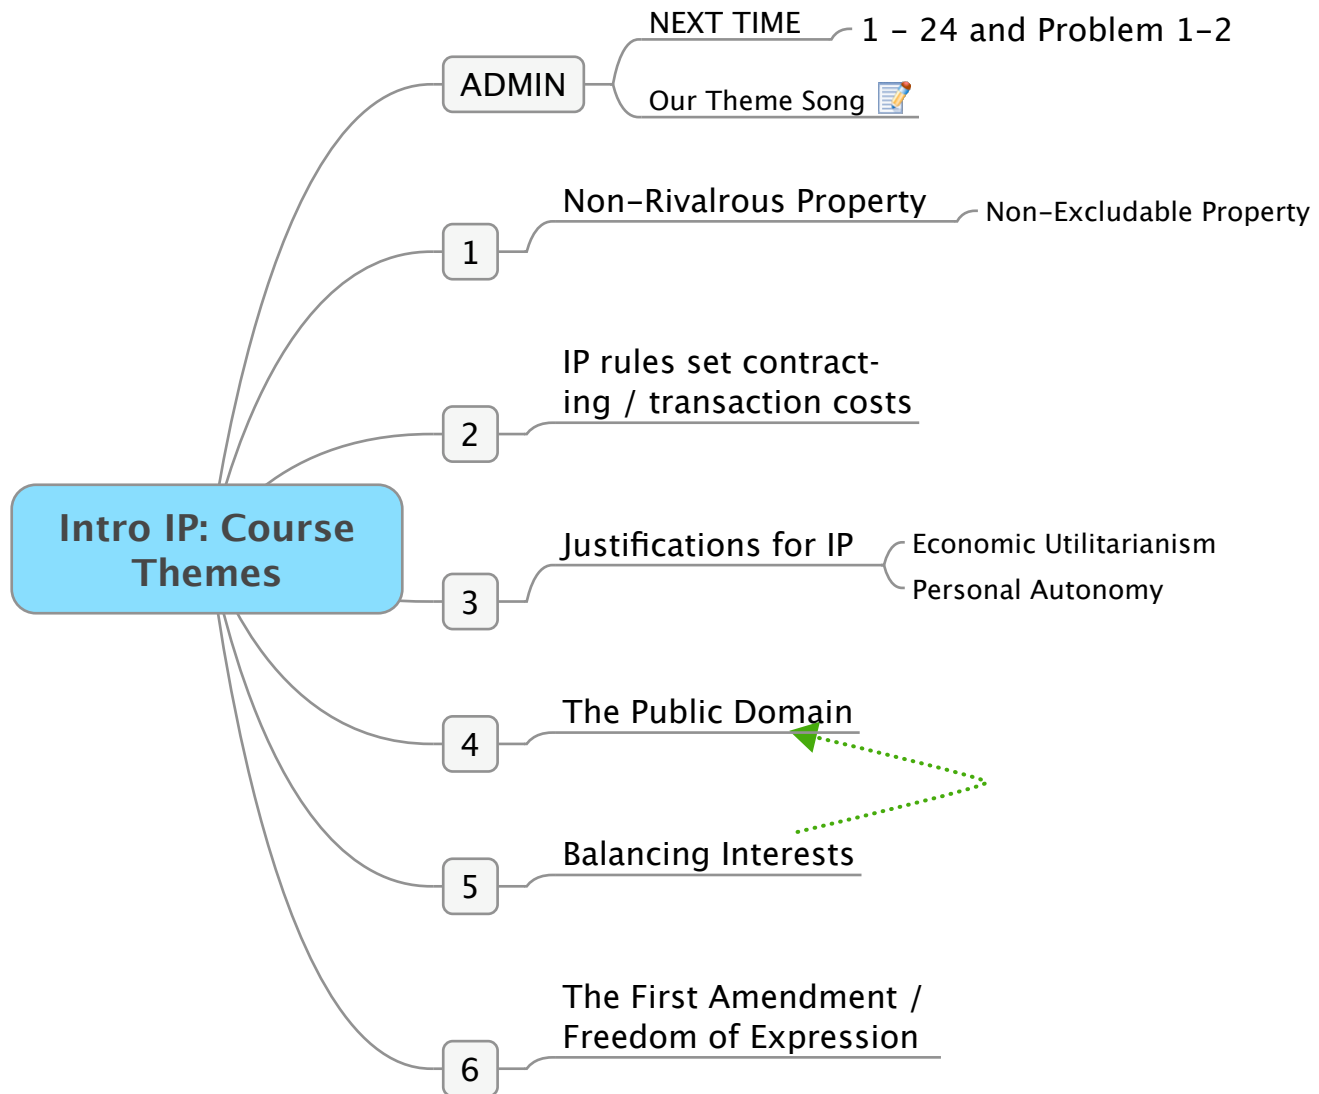 NEXT TIME
1 – 24 and Problem 1–2
ADMIN
Our Theme Song
Non–Rivalrous Property
Non–Excludable Property
1
IP rules set contract-
ing / transaction costs
2
Intro IP: Course
Themes
Justifications for IP
Economic Utilitarianism
Personal Autonomy
3
The Public Domain
4
Balancing Interests
5
The First Amendment /
Freedom of Expression
6